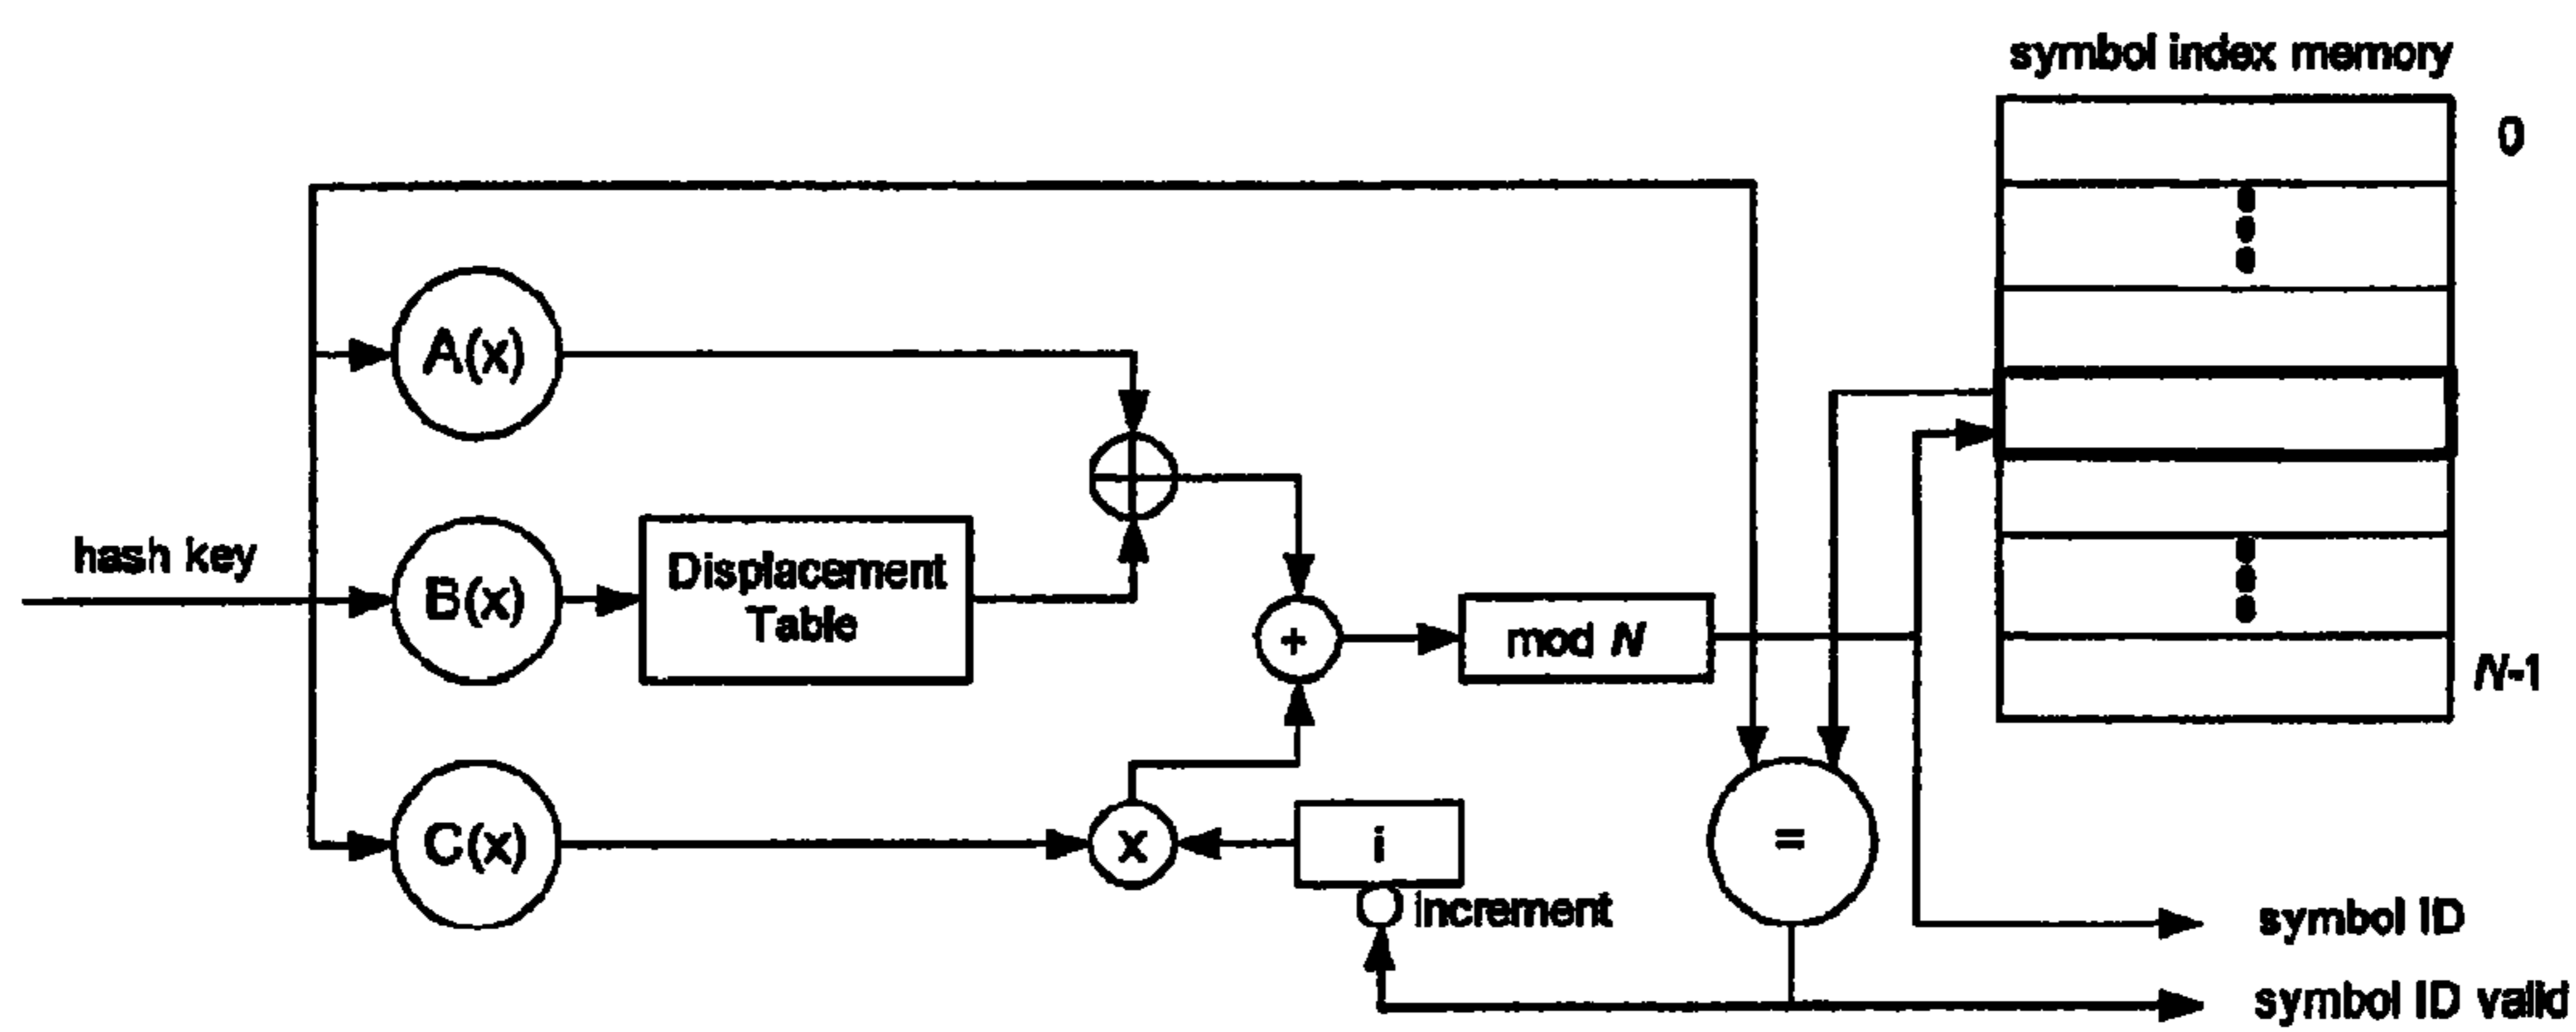 symbol index memory
0
A(x)
hash key
B(x)
Displacement
Table
+
mod N
N-1
C(x)
x
i
increment
=
symbol ID
symbol ID valid